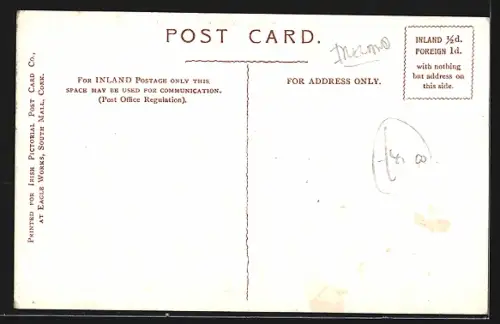 POST CARD.
IRELAND
INLAND ½d.
FOREIGN 1d.
with nothing
but address on
this side.
FOR INLAND POSTAGE ONLY THIS
SPACE MAY BE USED FOR COMMUNICATION.
(Post Office Regulation).
FOR ADDRESS ONLY.
PRINTED FOR IRISH PICTORIAL POST CARD CO.,
AT EAGLE WORKS, SOUTH MALL, CORK.